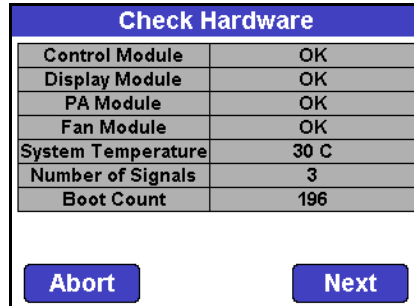 Check Hardware
Control Module OK
Display Module OK
PA Module OK
Fan Module OK
System Temperature 30 C
Number of Signals 3
Boot Count 196
Abort Next